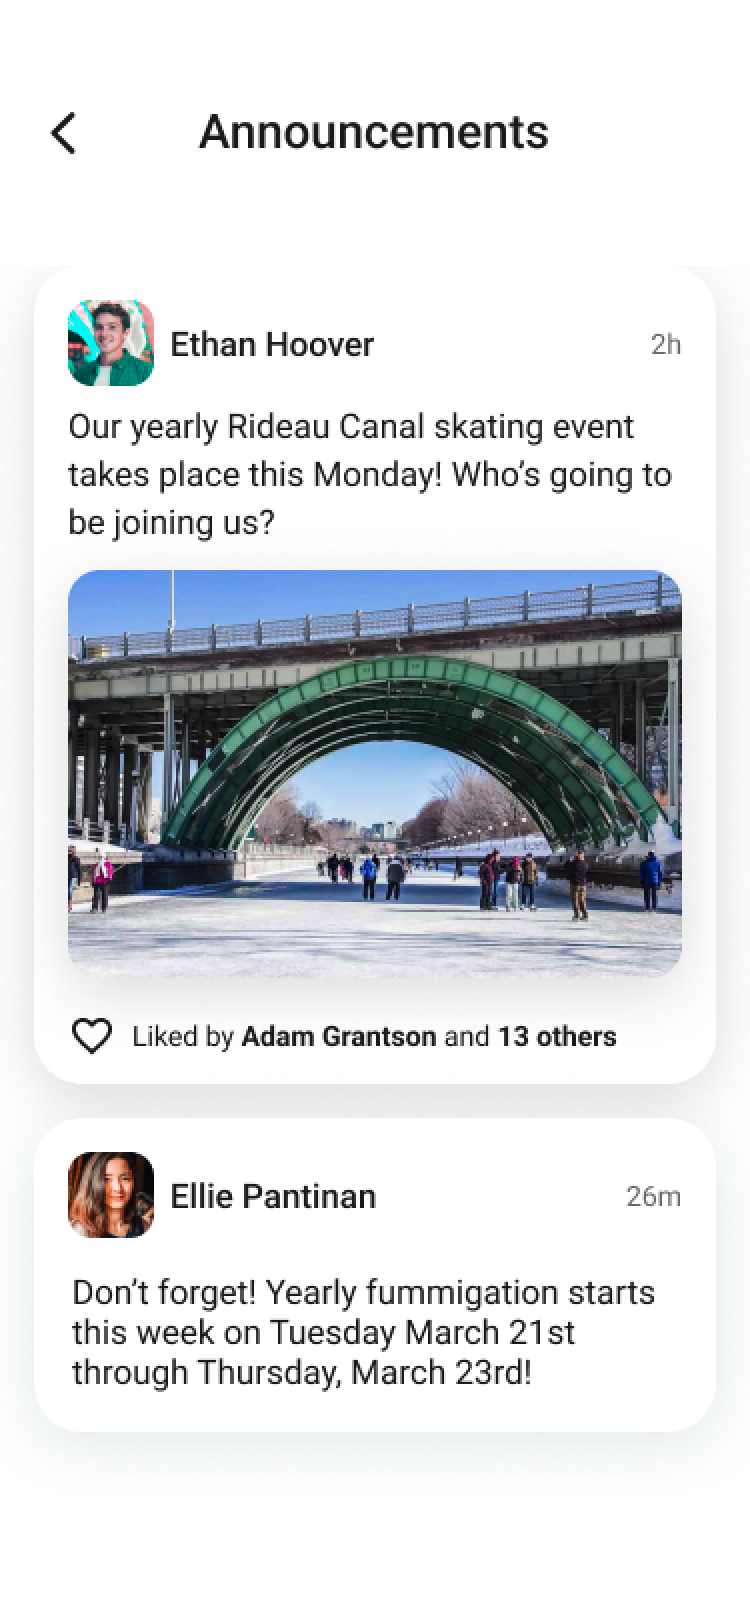 Announcements
Ethan Hoover
2h
Our yearly Rideau Canal skating event
takes place this Monday! Who’s going to
be joining us?
Liked by Adam Grantson and 13 others
Ellie Pantinan
26m
Don’t forget! Yearly fummigation starts
this week on Tuesday March 21st
through Thursday, March 23rd!